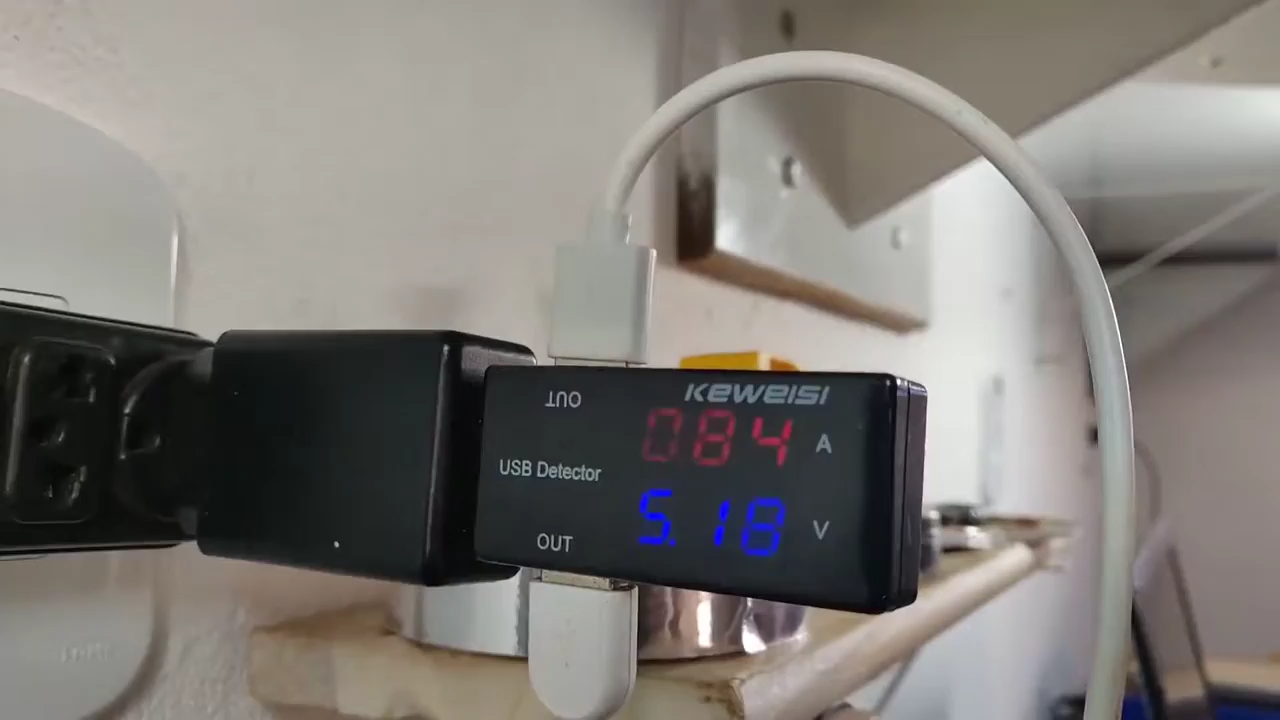 KEWEISI
OUT
084 A
USB Detector
5.18 V
OUT